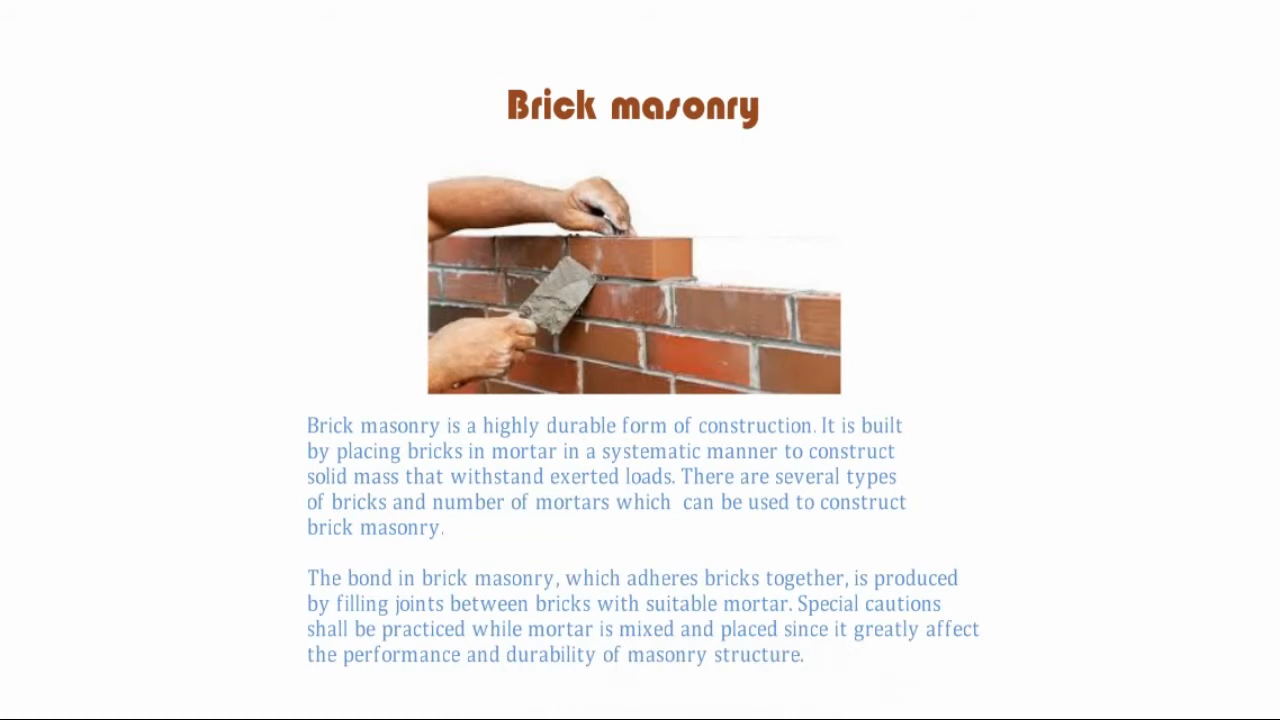 Brick masonry
Brick masonry is a highly durable form of construction. It is built
by placing bricks in mortar in a systematic manner to construct
solid mass that withstand exerted loads. There are several types
of bricks and number of mortars which  can be used to construct
brick masonry.
The bond in brick masonry, which adheres bricks together, is produced
by filling joints between bricks with suitable mortar. Special cautions
shall be practiced while mortar is mixed and placed since it greatly affect
the performance and durability of masonry structure.